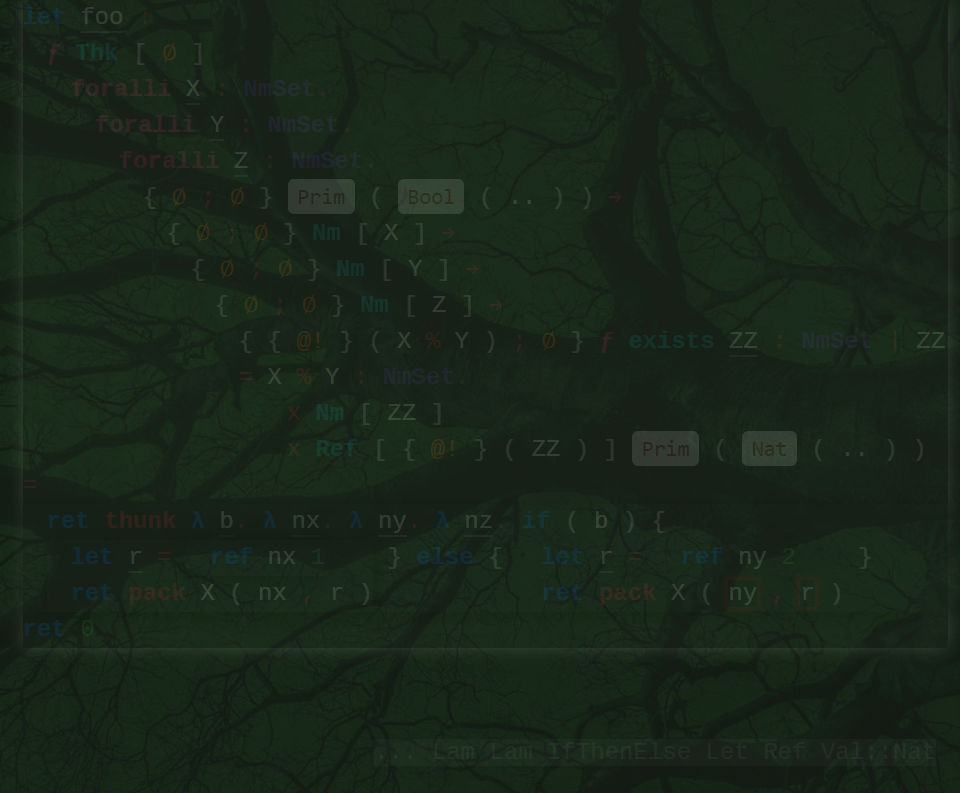 let foo :
ƒ Thk [ Ø ]
foralli X : NmSet.
foralli Y : NmSet.
foralli Z : NmSet.
{ Ø ; Ø } Prim ( Bool ( .. ) ) →
{ Ø ; Ø } Nm [ X ] →
{ Ø ; Ø } Nm [ Y ] →
{ Ø ; Ø } Nm [ Z ] →
{ { @! } ( X % Y ) ; Ø } ƒ exists ZZ : NmSet | ZZ
= X % Y : NmSet.
x Nm [ ZZ ]
x Ref [ { @! } ( ZZ ) ] Prim ( Nat ( .. ) )
=
ret thunk λ b. λ nx. λ ny. λ nz. if ( b ) {
let r = ref nx 1 } else { let r = ref ny 2 }
ret pack X ( nx , r ) ret pack X ( ny , r )
ret 0
... Lam Lam IfThenElse Let Ref Val::Nat